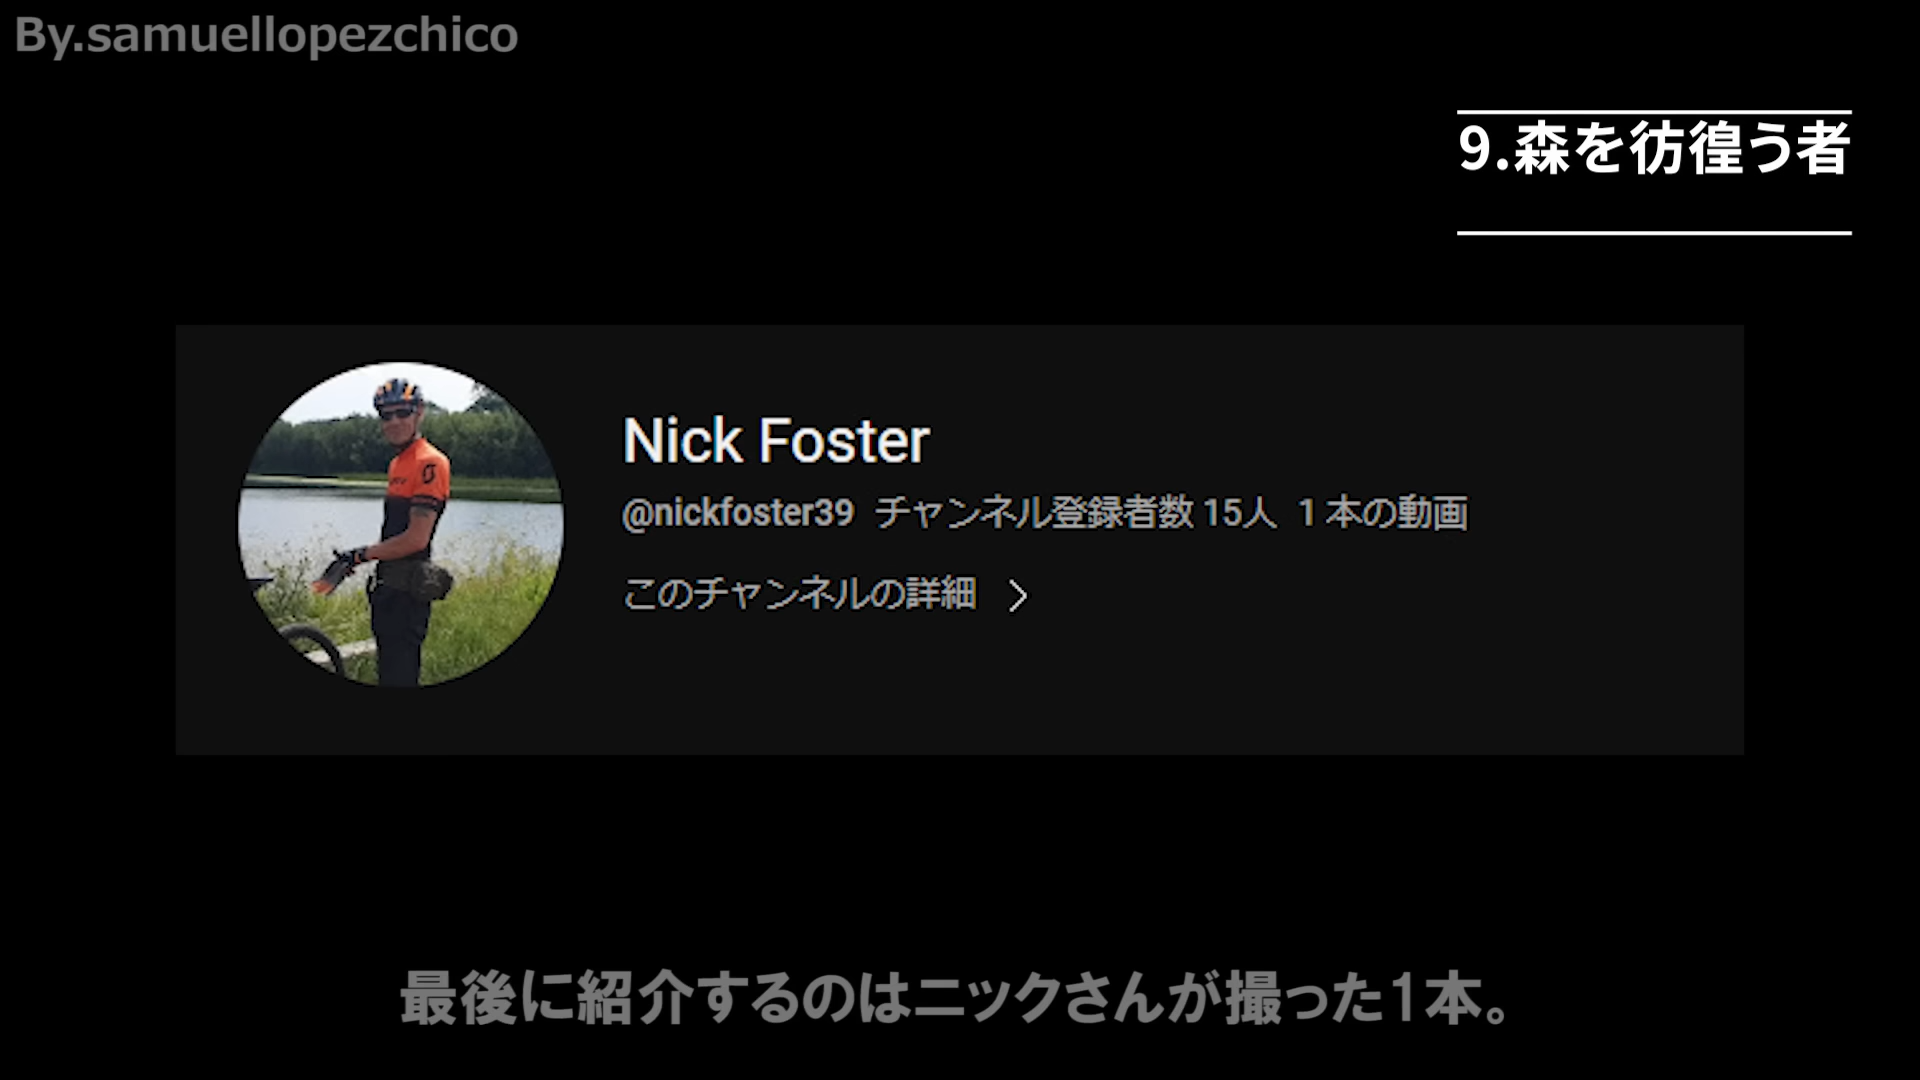 By.samuellopezchico
9.森を彷徨う者
Nick Foster
@nickfoster39 チャンネル登録者数 15人 1 本の動画
このチャンネルの詳細
最後に紹介するのはニックさんが撮った1本。